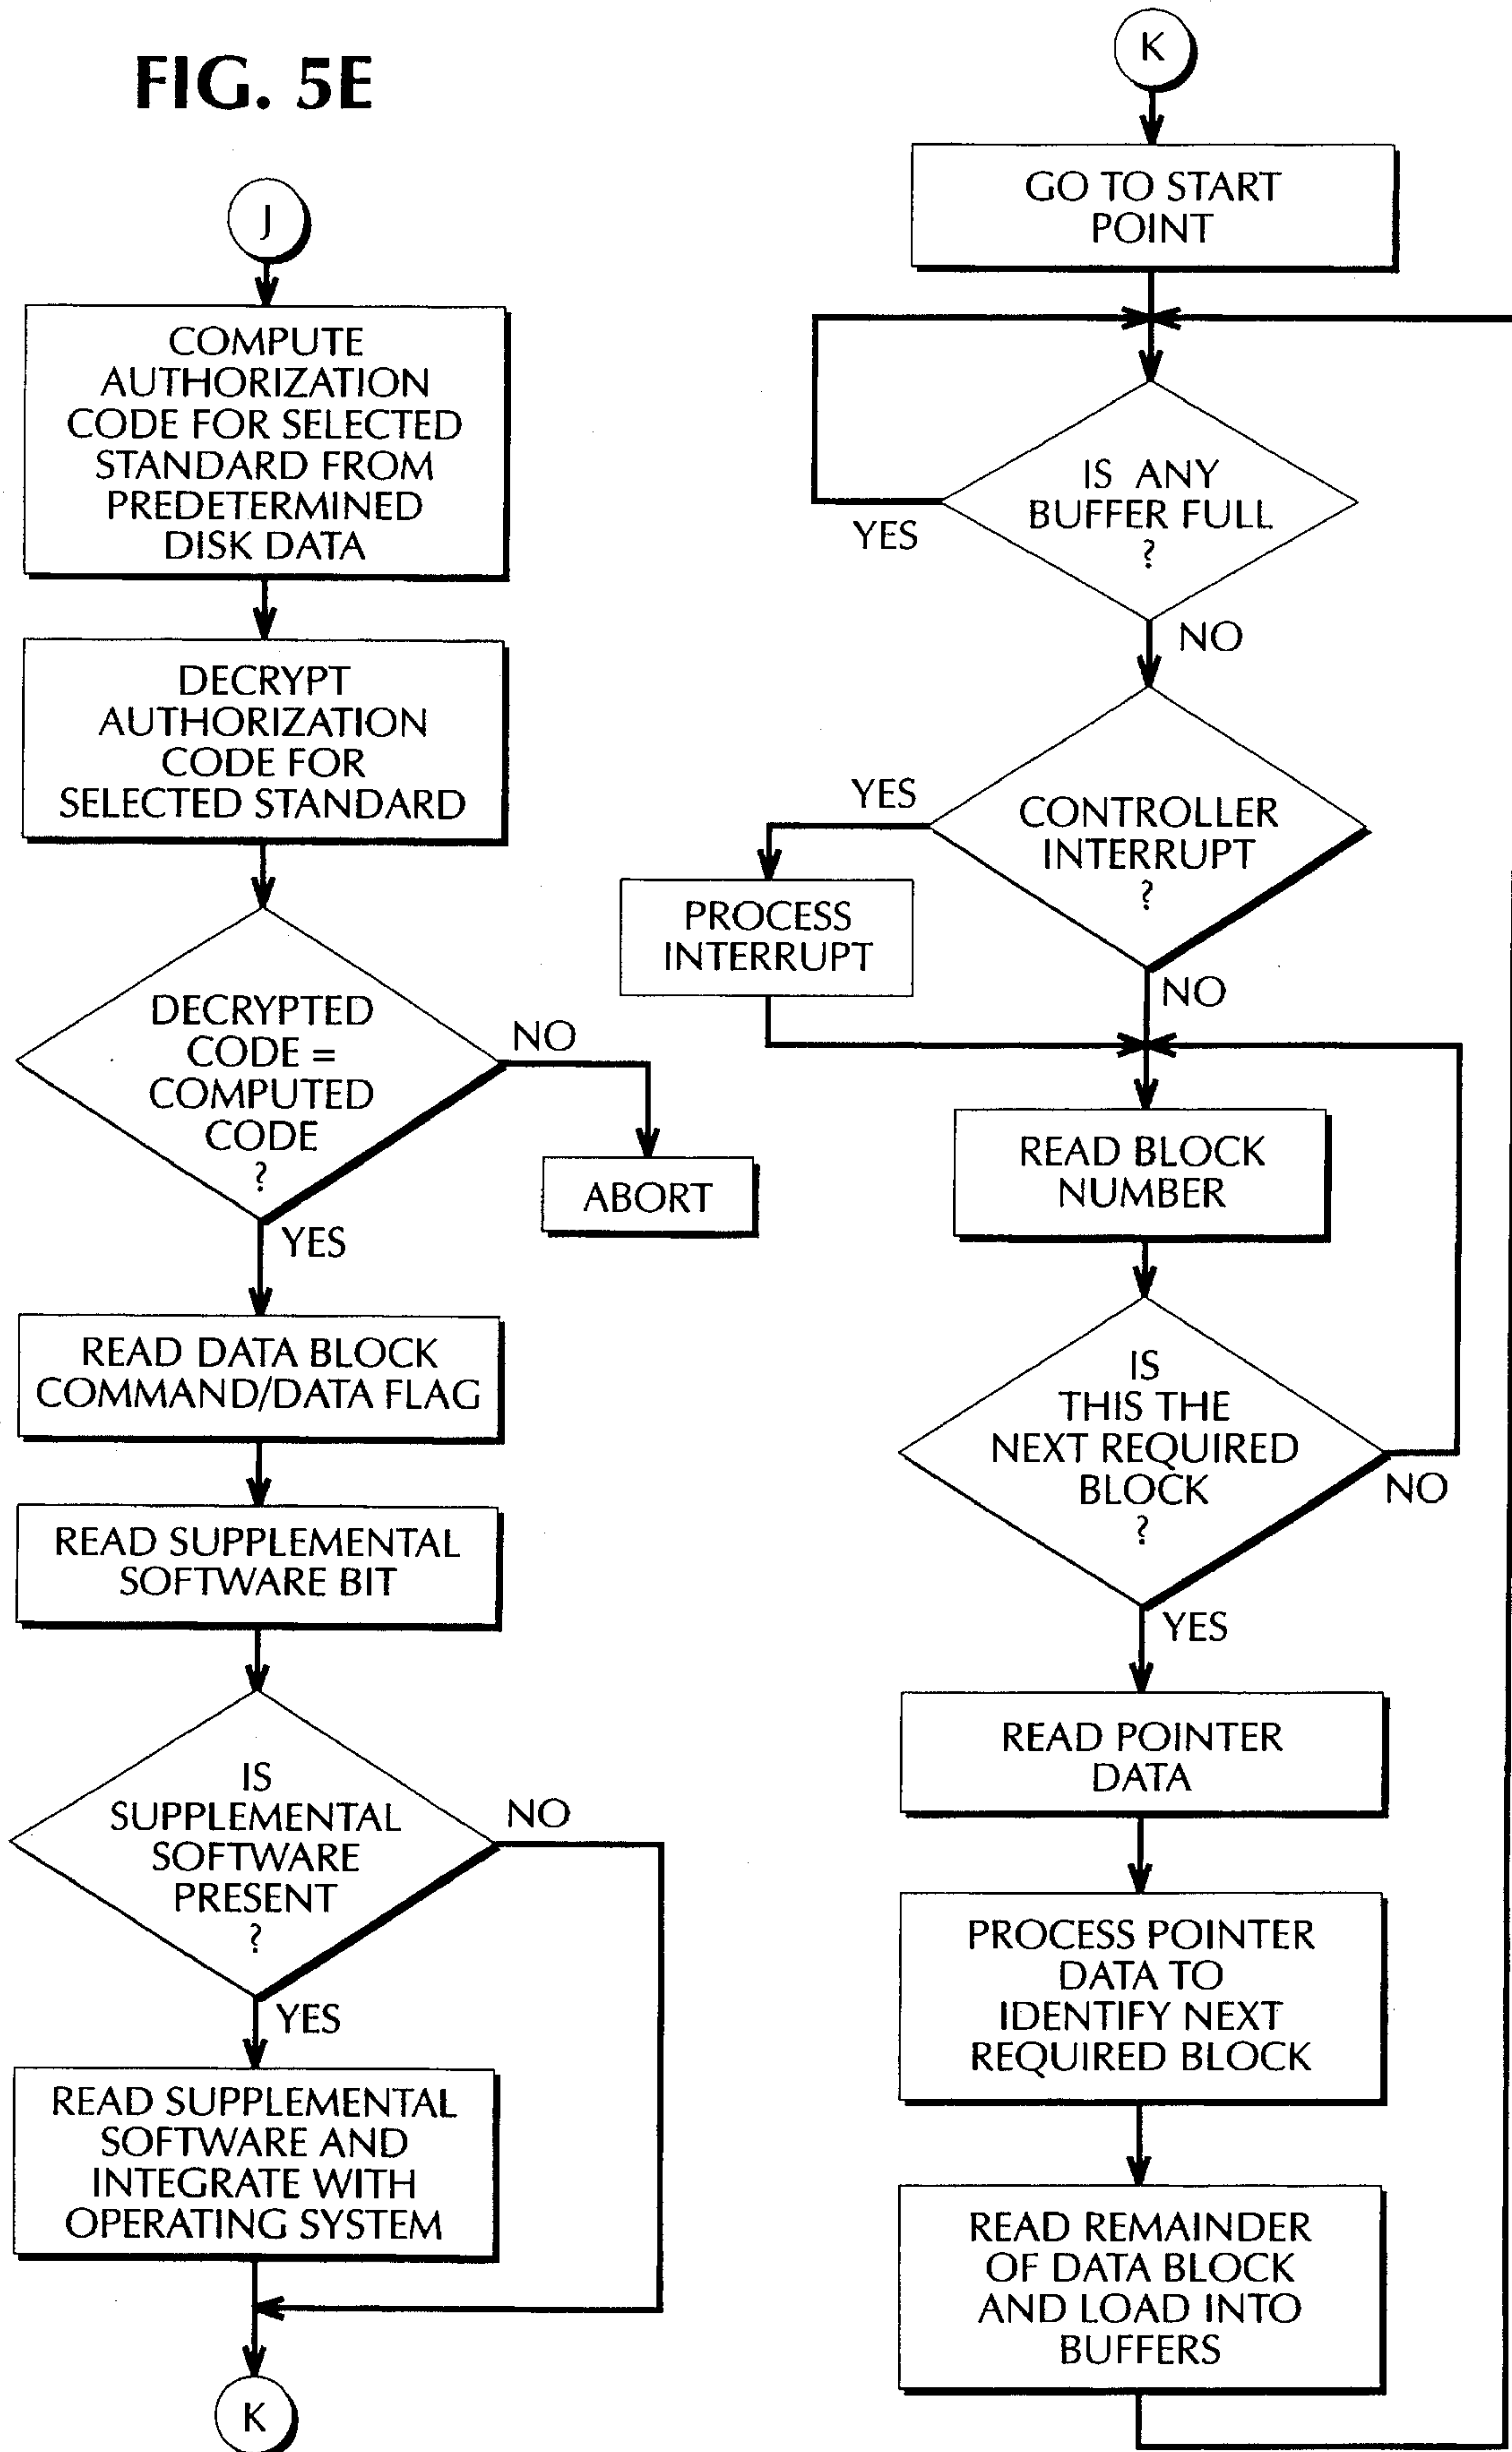 FIG. 5E
J
COMPUTE
AUTHORIZATION
CODE FOR SELECTED
STANDARD FROM
PREDETERMINED
DISK DATA
DECRYPT
AUTHORIZATION
CODE FOR
SELECTED STANDARD
DECRYPTED
CODE =
COMPUTED
CODE
?
NO
ABORT
YES
READ DATA BLOCK
COMMAND/DATA FLAG
READ SUPPLEMENTAL
SOFTWARE BIT
IS
SUPPLEMENTAL
SOFTWARE
PRESENT
?
NO
YES
READ SUPPLEMENTAL
SOFTWARE AND
INTEGRATE WITH
OPERATING SYSTEM
K
K
GO TO START
POINT
IS ANY
BUFFER FULL
?
YES
NO
CONTROLLER
INTERRUPT
?
YES
PROCESS
INTERRUPT
NO
READ BLOCK
NUMBER
IS
THIS THE
NEXT REQUIRED
BLOCK
?
NO
YES
READ POINTER
DATA
PROCESS POINTER
DATA TO
IDENTIFY NEXT
REQUIRED BLOCK
READ REMAINDER
OF DATA BLOCK
AND LOAD INTO
BUFFERS